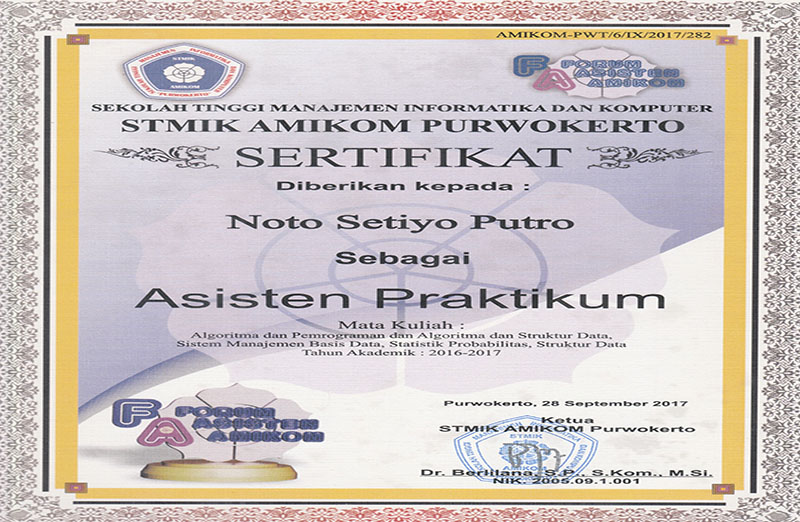 AMIKOM-PWT/6/IX/2017/282
STMIK
AMIKOM
FORUM
ASISTEN
FA AMIKOM
SEKOLAH TINGGI MANAJEMEN INFORMATIKA DAN KOMPUTER
STMIK AMIKOM PURWOKERTO
SERTIFIKAT
Diberikan kepada :
Noto Setiyo Putro
Sebagai
Asisten Praktikum
Mata Kuliah :
Algoritma dan Pemrograman dan Algoritma dan Struktur Data,
Sistem Manajemen Basis Data, Statistik Probabilitas, Struktur Data
Tahun Akademik : 2016-2017
FORUM
ASISTEN
FA AMIKOM
Purwokerto, 28 September 2017
Ketua
STMIK AMIKOM Purwokerto
STMIK
AMIKOM
Dr. Berlilana, S.P., S.Kom., M.Si.
NIK. 2005.09.1.001